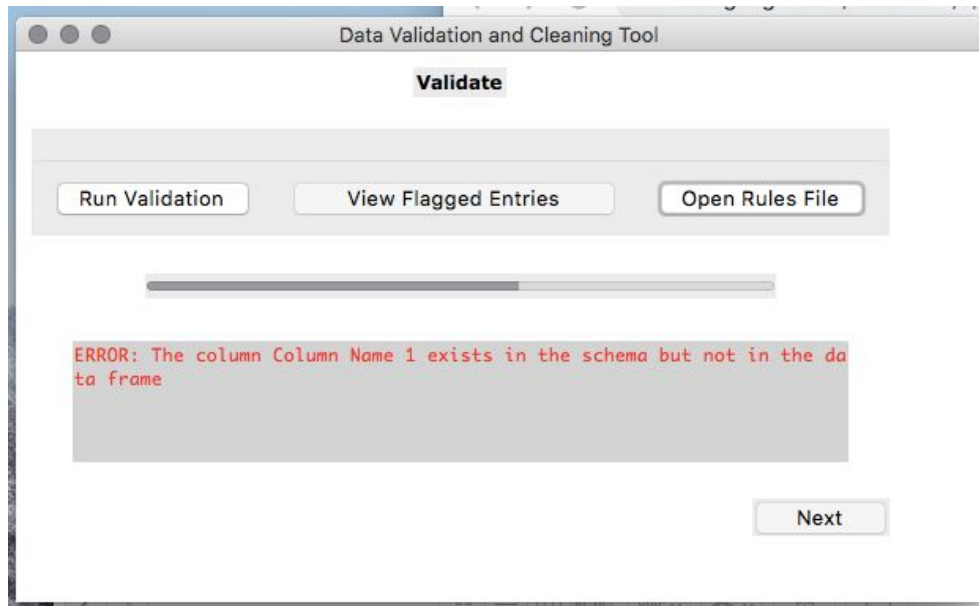 Data Validation and Cleaning Tool
Validate
Run Validation
View Flagged Entries
Open Rules File
ERROR: The column Column Name 1 exists in the schema but not in the da
ta frame
Next